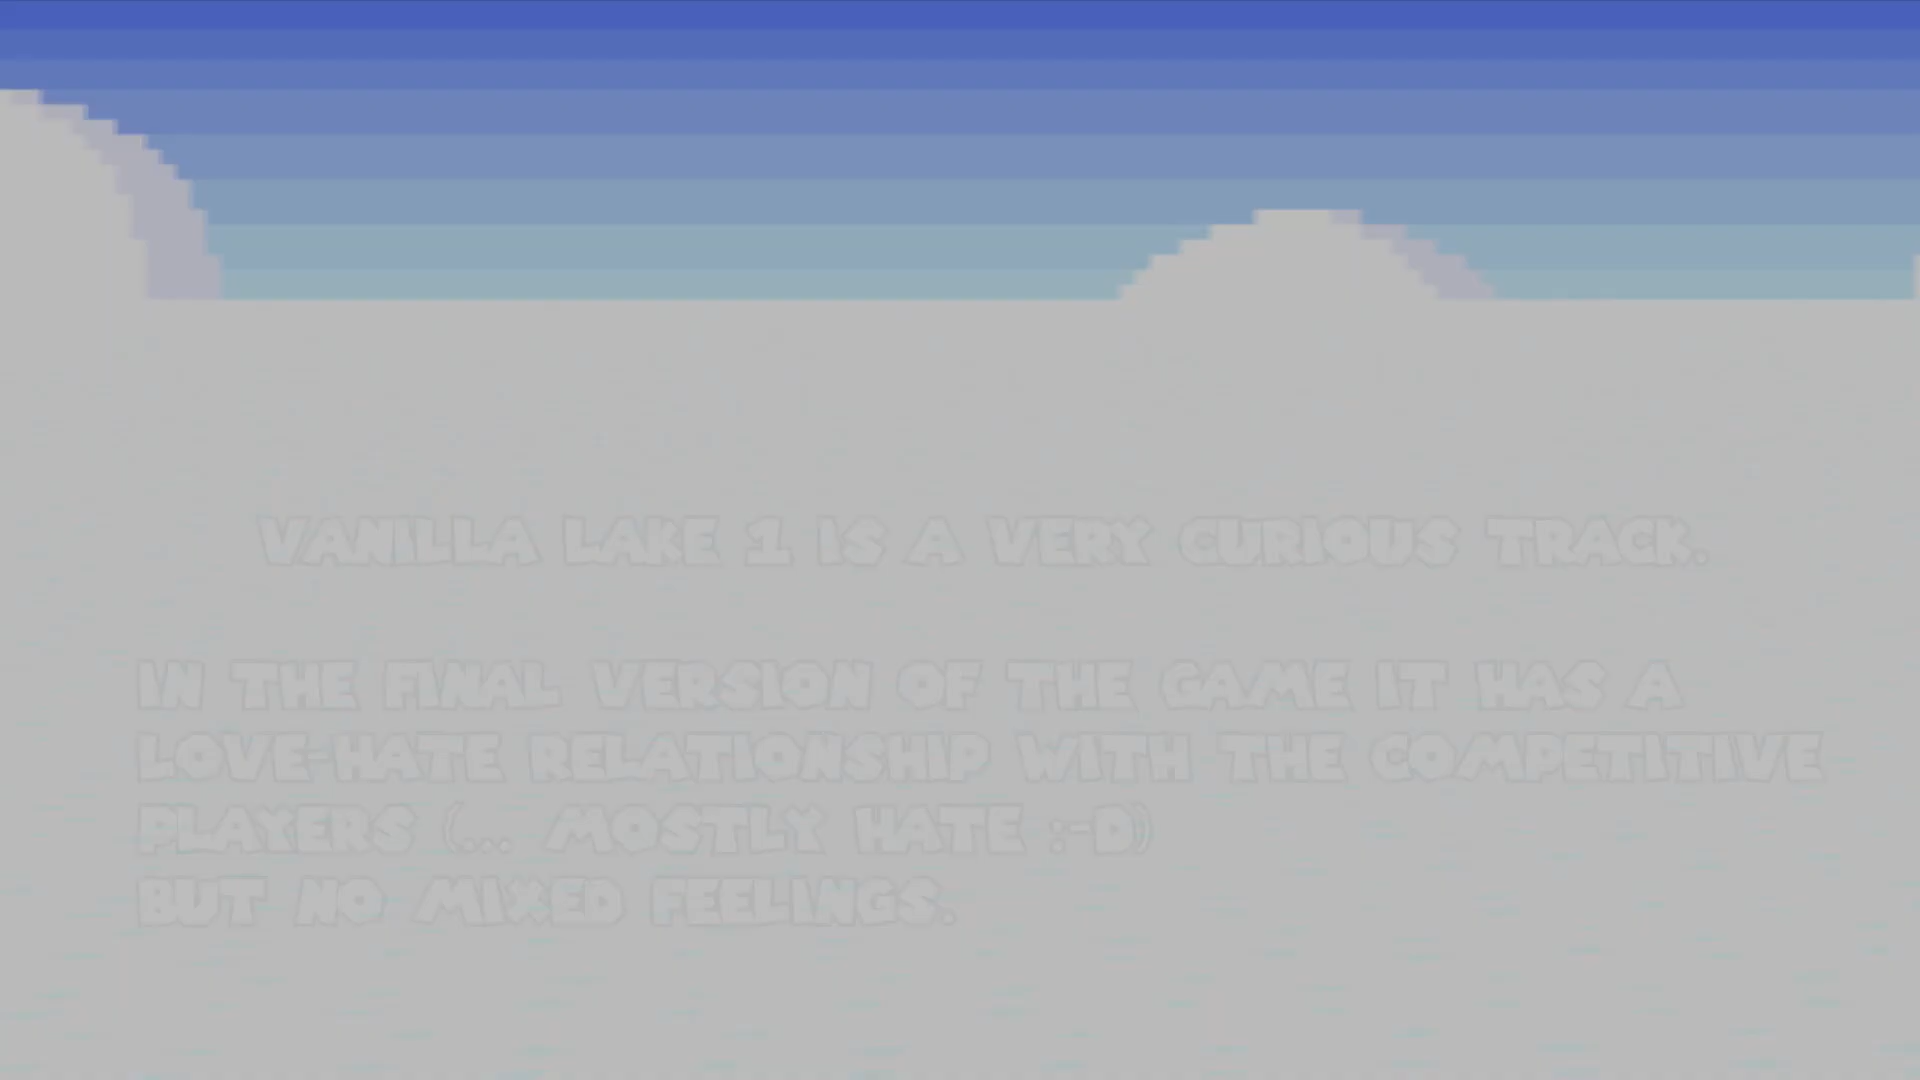 VANILLA LAKE 1 IS A VERY CURIOUS TRACK.
IN THE FINAL VERSION OF THE GAME IT HAS A
LOVE-HATE RELATIONSHIP WITH THE COMPETITIVE
PLAYERS (... MOSTLY HATE :-D)
BUT NO MIXED FEELINGS.